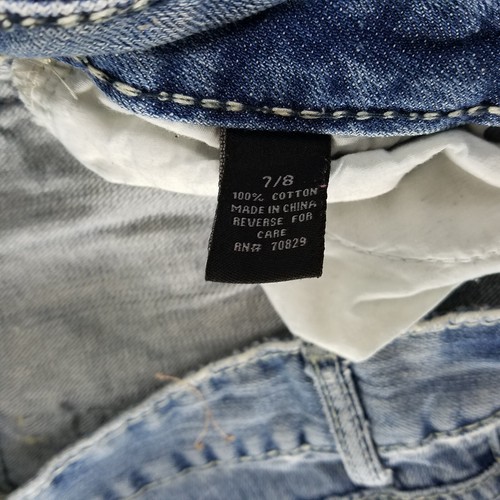 7/8
100% COTTON
MADE IN CHINA
REVERSE FOR
CARE
RN# 70829